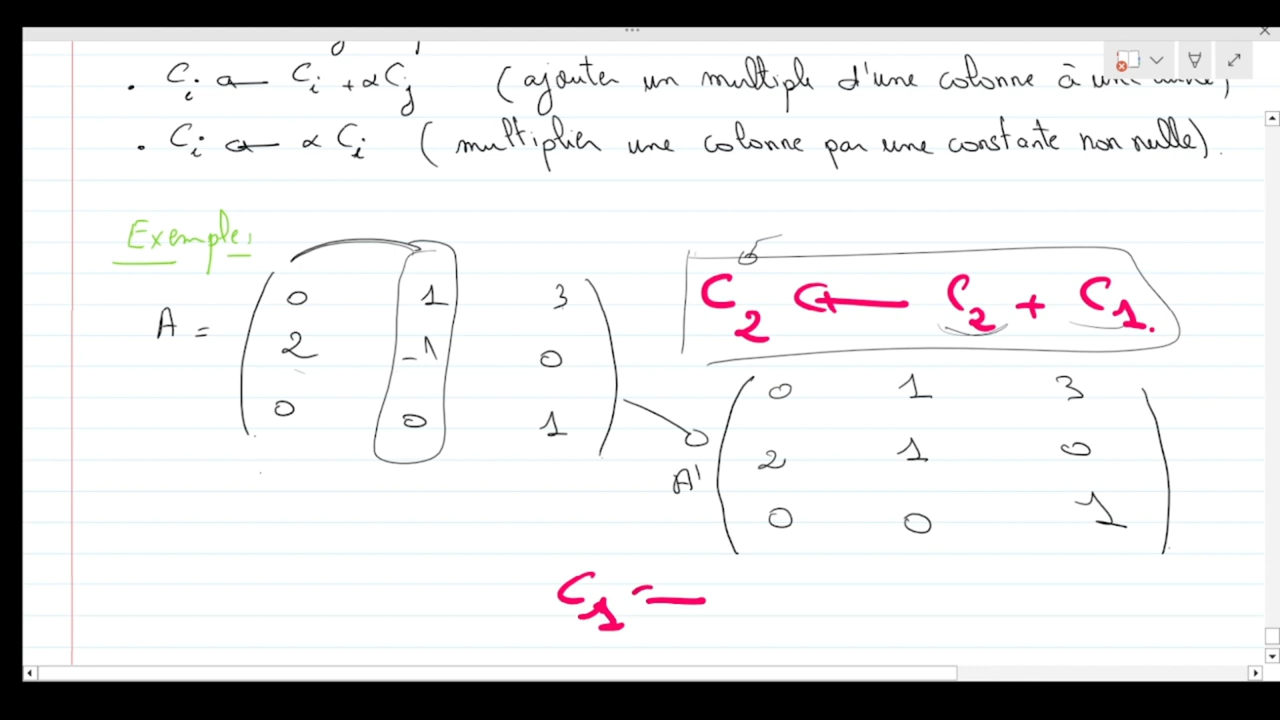 . Ci ← Ci + αCj (ajouter un multiple d'une colonne à une autre)
. Ci ← α Ci (multiplier une colonne par une constante non nulle).
Exemple:
A = ( 0 1 3
2 -1 0
0 0 1 )
C2 ← C2 + C1.
A' ( 0 1 3
2 1 0
0 0 1 )
C1